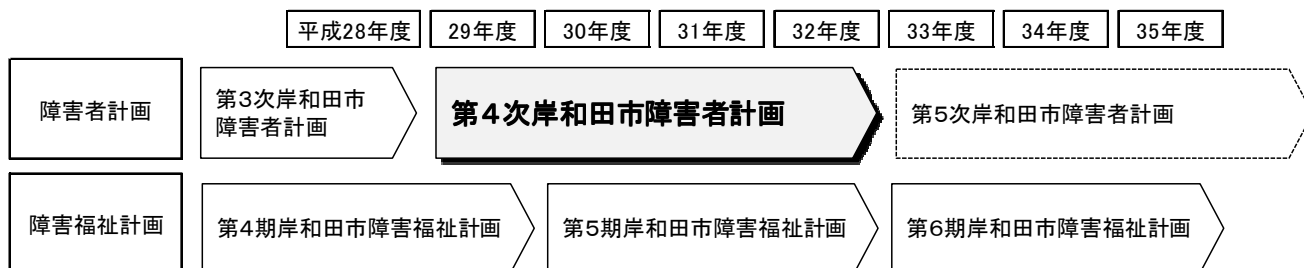 平成28年度 29年度 30年度 31年度 32年度 33年度 34年度 35年度
障害者計画
第3次岸和田市
障害者計画
第4次岸和田市障害者計画
第5次岸和田市障害者計画
障害福祉計画
第4期岸和田市障害福祉計画
第5期岸和田市障害福祉計画
第6期岸和田市障害福祉計画